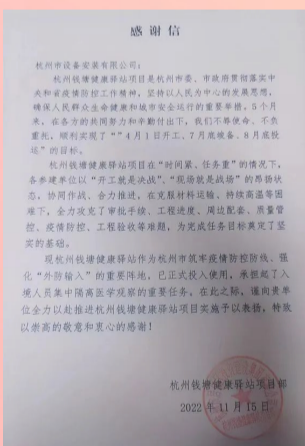 感谢信
杭州市设备安装有限公司：
杭州钱塘健康驿站项目是杭州市委、市政府贯彻落实中
央和省疫情防控工作精神，坚持以人民为中心的发展思想，
确保人民群众生命健康和城市安全运行的重要举措。5个月
来，在各方的共同努力和辛勤付出下，我们不辱使命、不负
重托，顺利实现了“”4月1日开工、7月底竣备、8月底投
运”的目标。
杭州钱塘健康驿站项目在“时间紧、任务重”的情况下，
各参建单位以“开工就是决战”、“现场就是战场”的昂扬状
态，协同作战、合力推进，在克服材料运输、持续高温等困
难下，全力攻克了审批手续、工程进度、周边配套、质量管
控、疫情防控、工程验收等难题，为完成任务目标奠定了坚
实的基础。
现杭州钱塘健康驿站作为杭州市筑牢疫情防控防线、强
化“外防输入”的重要阵地，已正式投入使用，承担起了入
境人员集中隔离医学观察的重要任务。在此之际，谨向贵单
位全力以赴推进杭州钱塘健康驿站项目实施予以表扬，特致
以崇高的敬意和衷心的感谢！
杭州钱塘健康驿站项目部
2022年11月15日